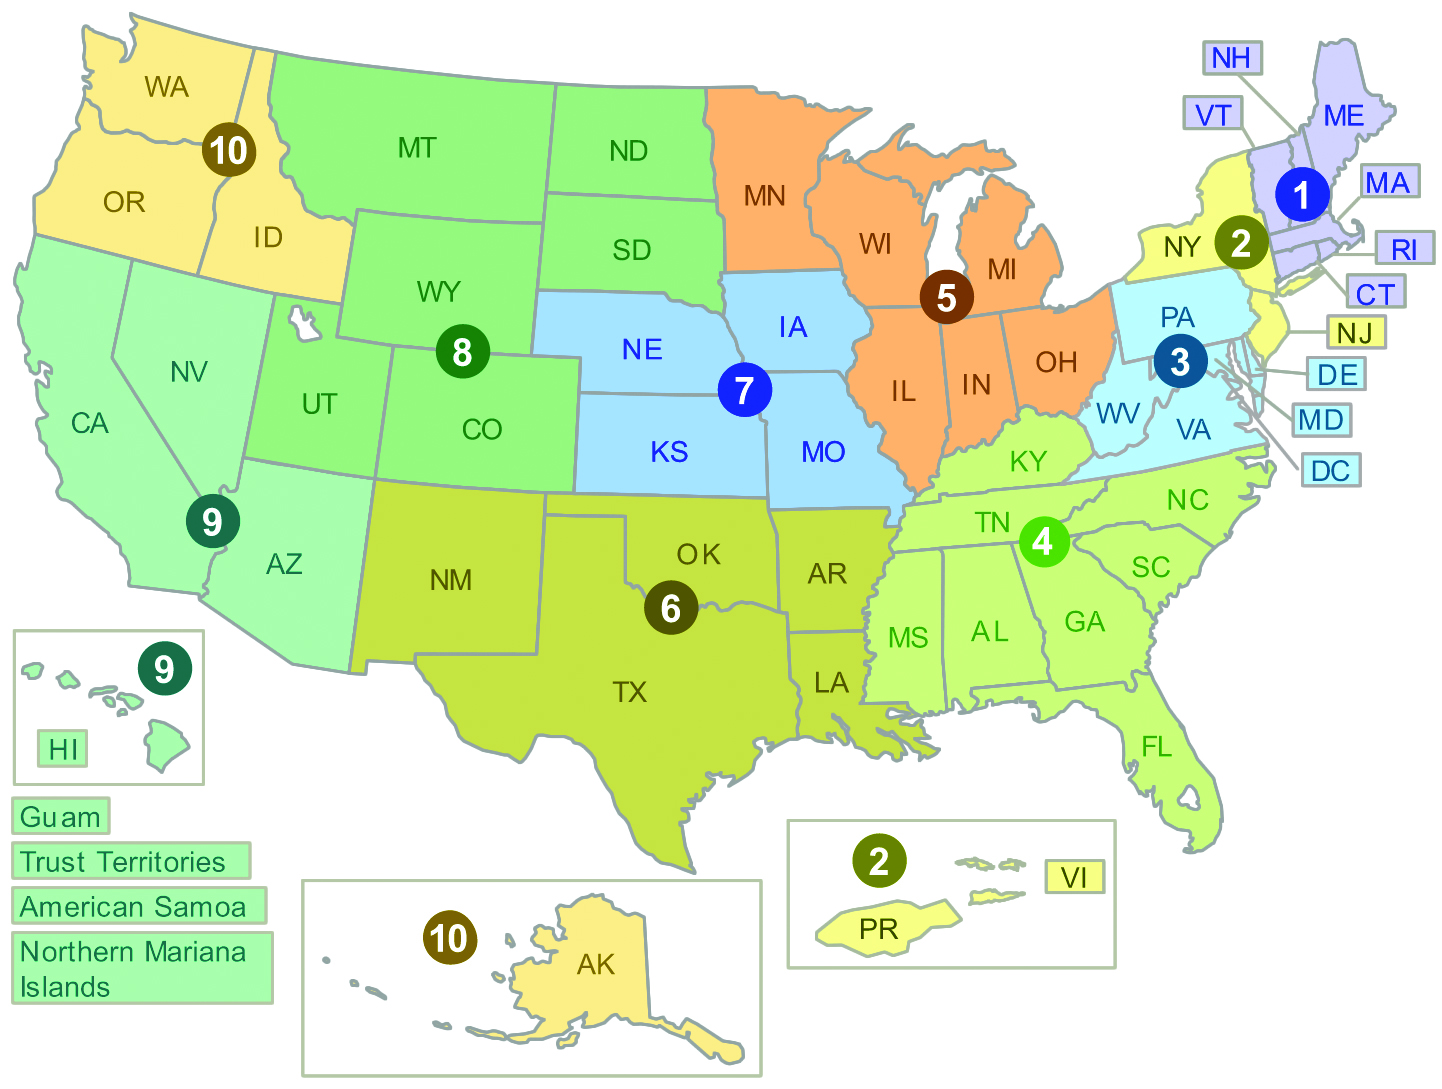 NH
VT
ME
WA
MT
ND
10
OR
MN
1
MA
ID
SD
WI
NY
2
RI
MI
WY
5
CT
IA
PA
NJ
NE
8
3
NV
7
OH
DE
UT
IL
IN
CA
CO
WV
MD
VA
KS
MO
KY
DC
NC
9
TN
4
AZ
OK
SC
NM
AR
6
GA
MS
AL
9
LA
TX
HI
FL
Guam
Trust Territories
2
VI
American Samoa
PR
10
Northern Mariana
AK
Islands